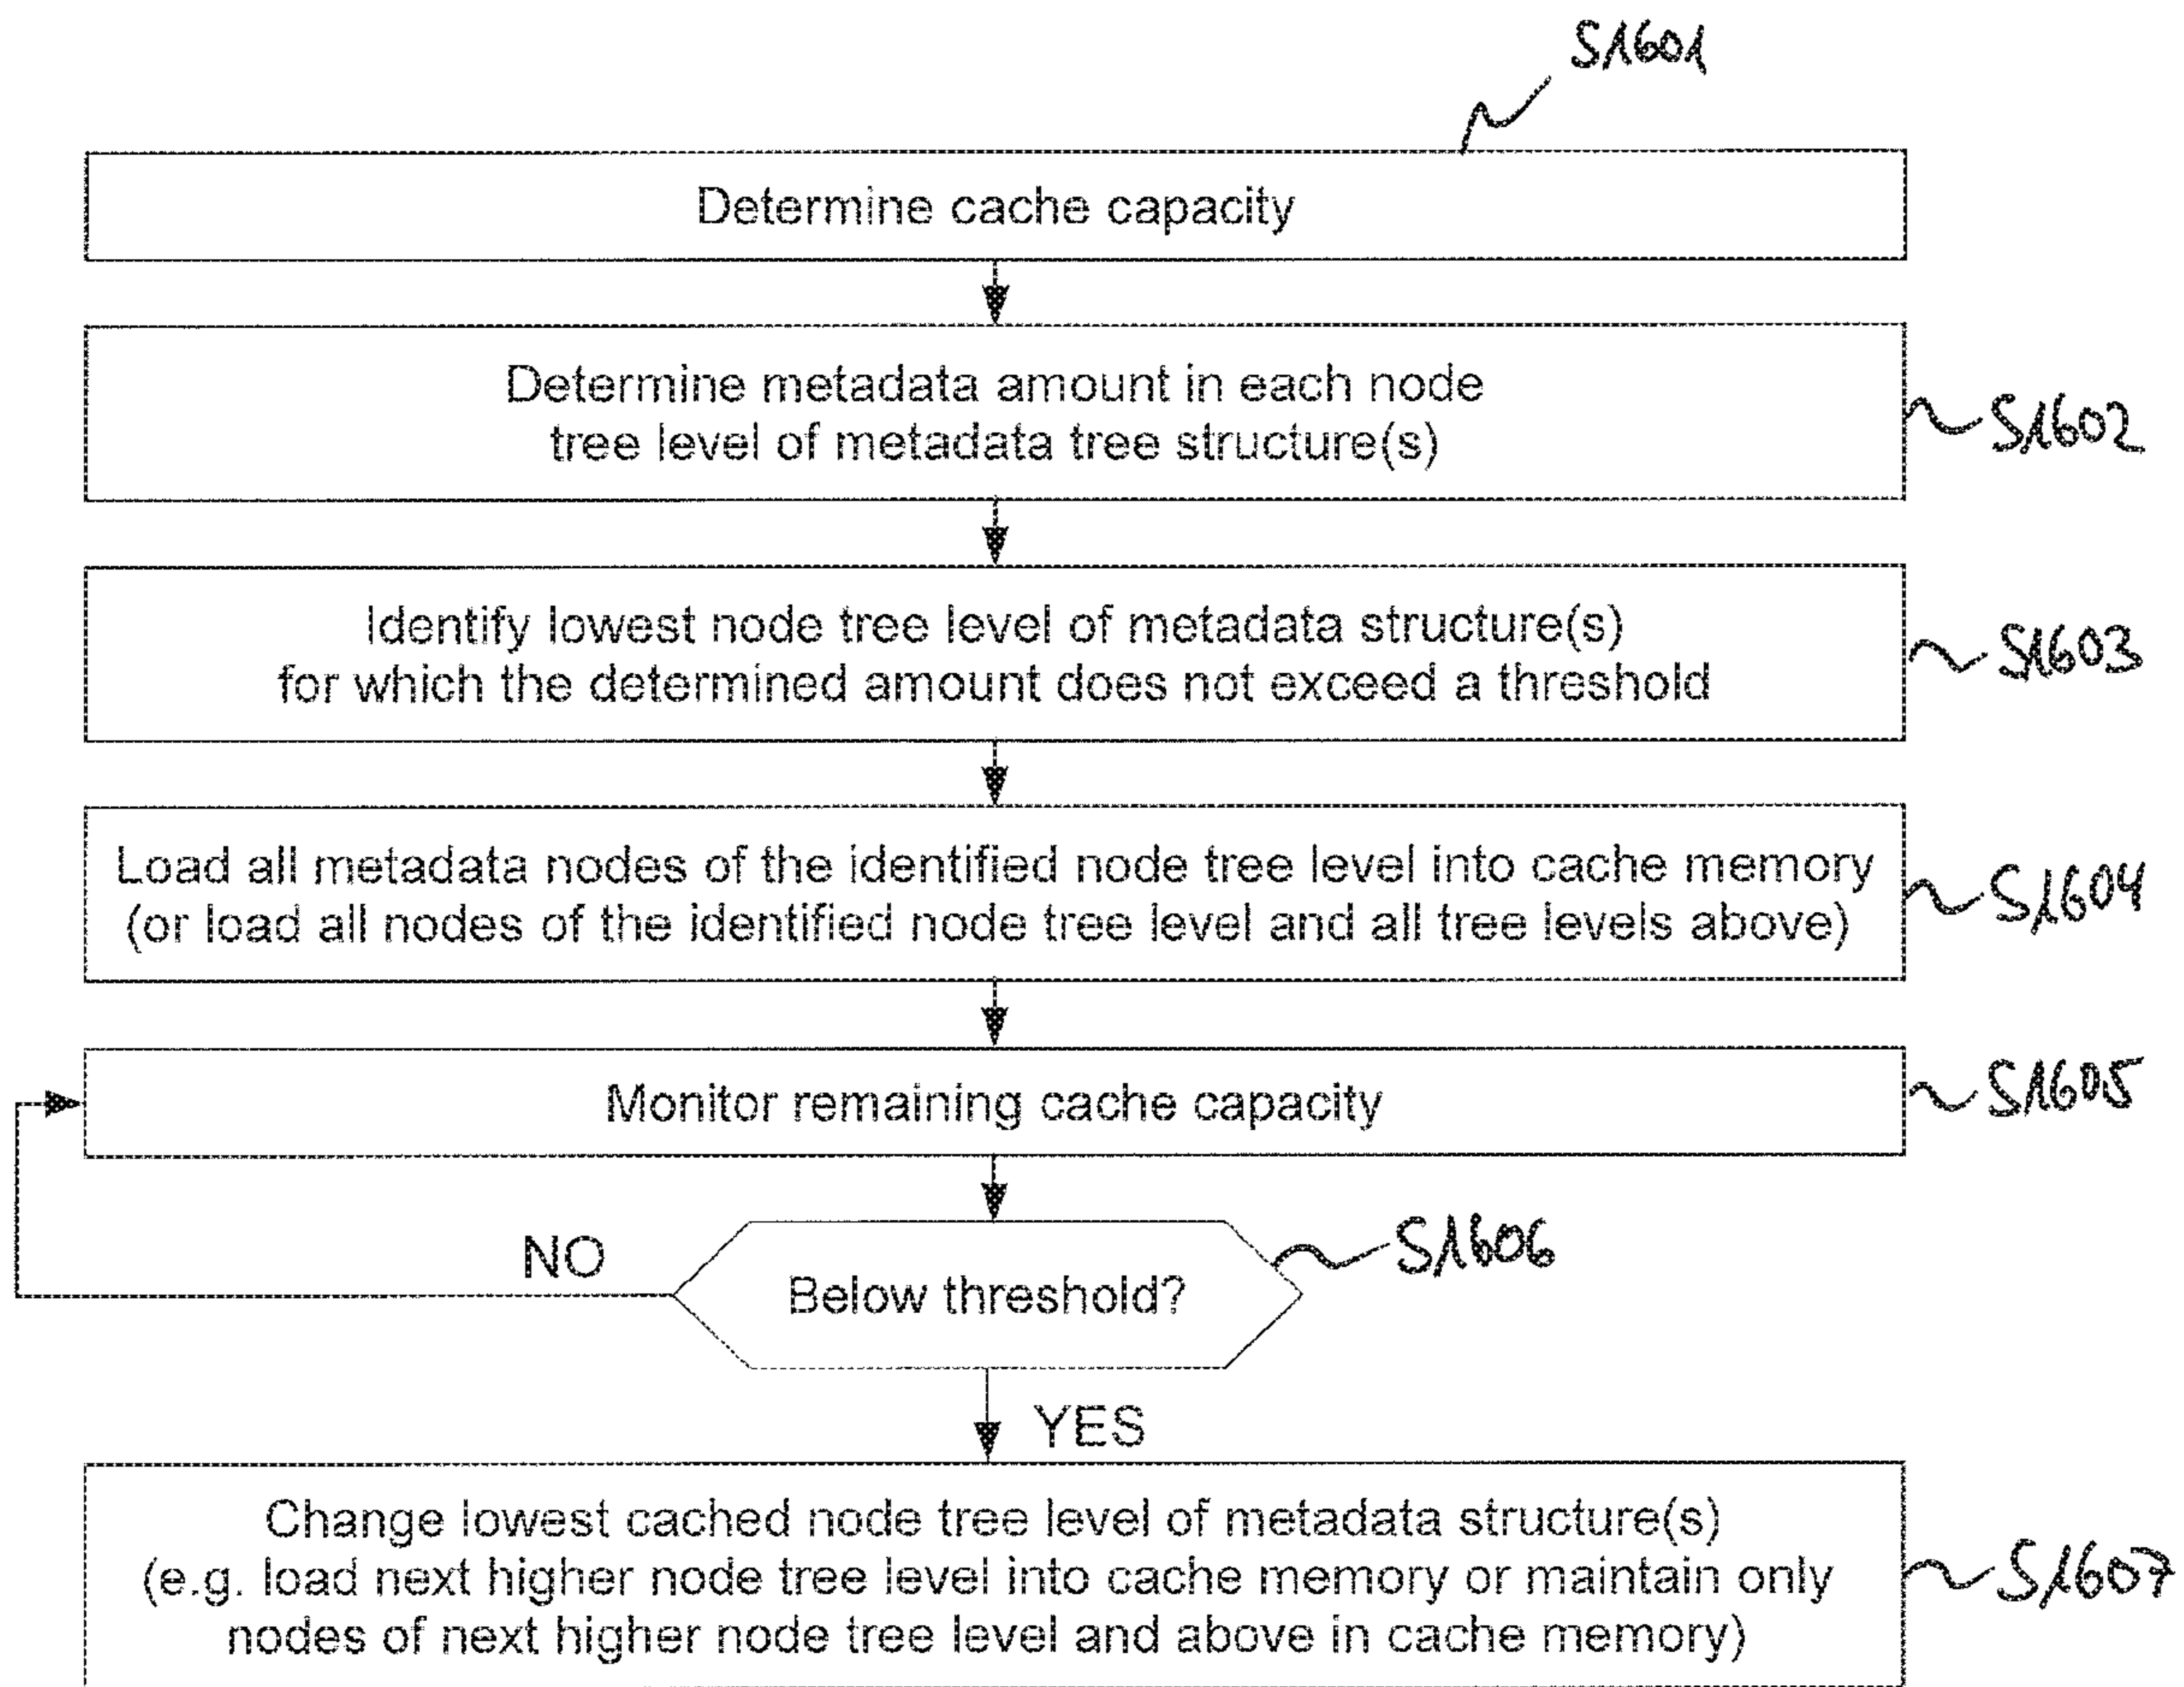 S1601
Determine cache capacity
Determine metadata amount in each node
tree level of metadata tree structure(s)
S1602
Identify lowest node tree level of metadata structure(s)
for which the determined amount does not exceed a threshold
S1603
Load all metadata nodes of the identified node tree level into cache memory
(or load all nodes of the identified node tree level and all tree levels above)
S1604
Monitor remaining cache capacity
S1605
NO
Below threshold?
S1606
YES
Change lowest cached node tree level of metadata structure(s)
(e.g. load next higher node tree level into cache memory or maintain only
nodes of next higher node tree level and above in cache memory)
S1607